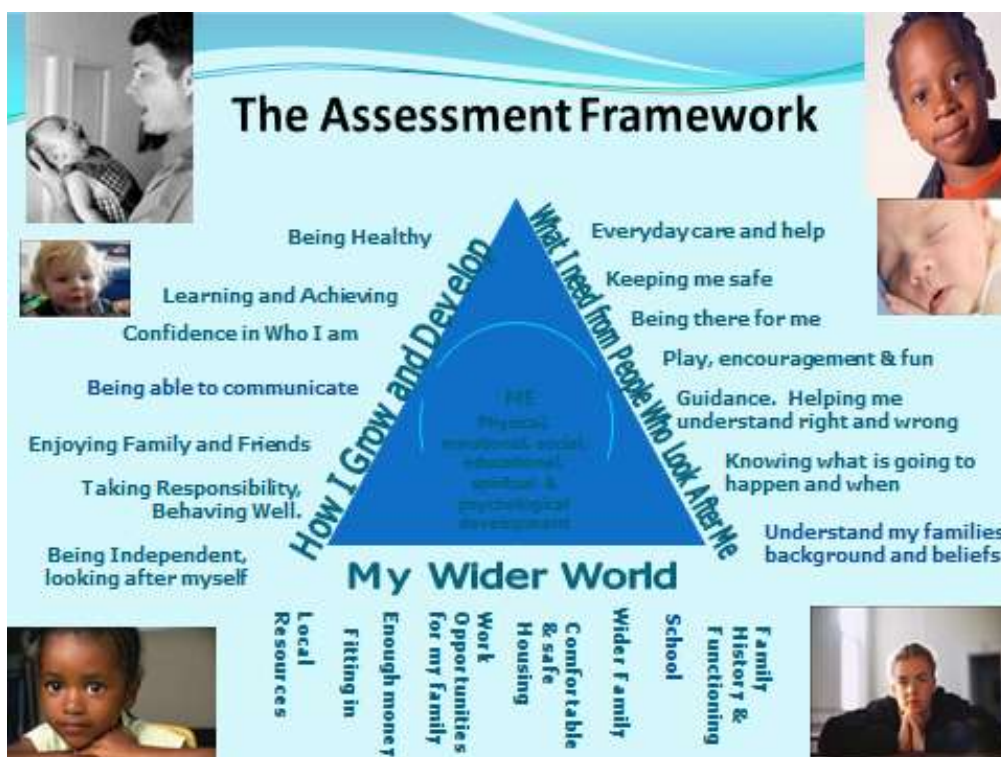 The Assessment Framework
Being Healthy
Learning and Achieving
Confidence in Who I am
Being able to communicate
Enjoying Family and Friends
Taking Responsibility,
Behaving Well.
Being Independent,
looking after myself
How I Grow and Develop
ME
Physical,
emotional, social,
educational,
spiritual &
psychological
development
What I need from People Who Look After Me
Everyday care and help
Keeping me safe
Being there for me
Play, encouragement & fun
Guidance. Helping me
understand right and wrong
Knowing what is going to
happen and when
Understand my families
background and beliefs
My Wider World
Local
Resources
Fitting in
Enough money
for my family
Work
Opportunities
Comfortable
& safe
Housing
Wider Family
School
Family
History &
Functioning